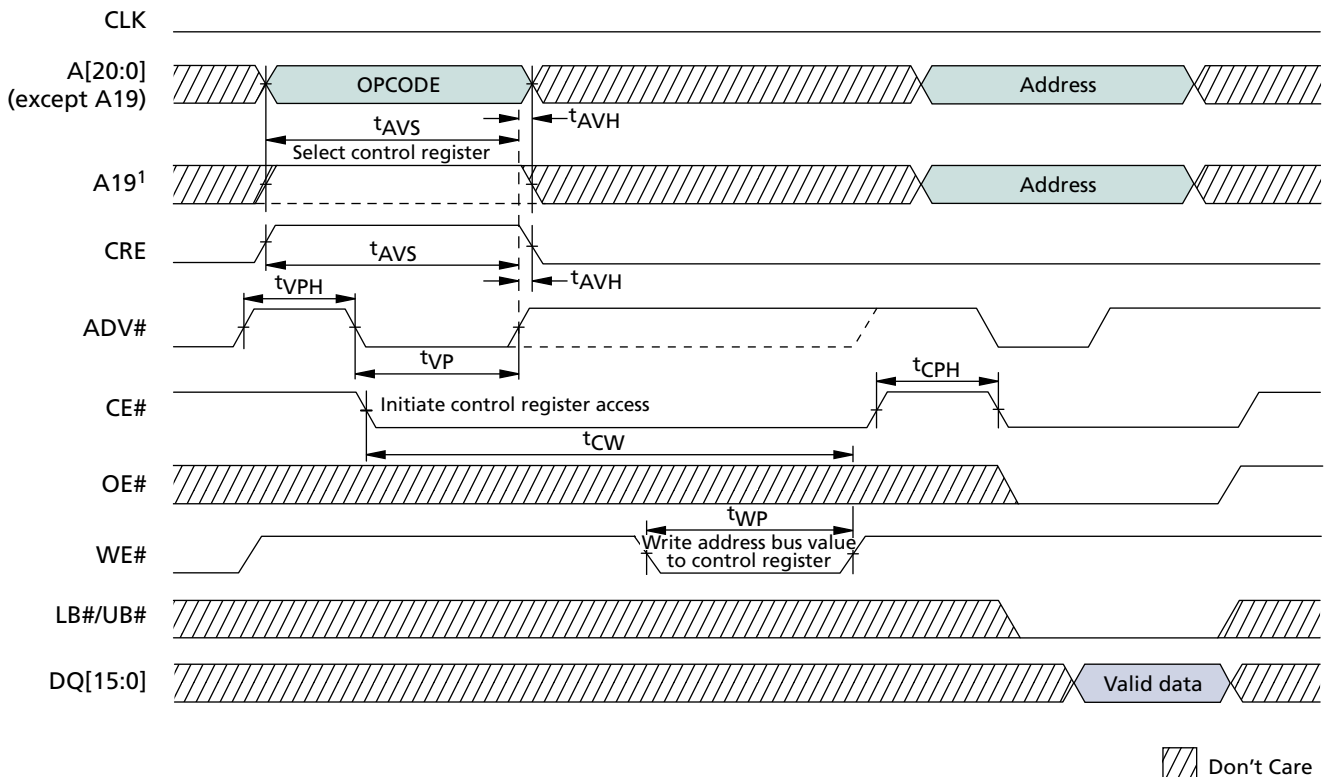 CLK
A[20:0]
(except A19)
OPCODE
Address
tAVS
tAVH
Select control register
A19¹
Address
CRE
tAVS
tAVH
tVPH
ADV#
tVP
tCPH
CE#
Initiate control register access
tCW
OE#
tWP
WE#
Write address bus value
to control register
LB#/UB#
DQ[15:0]
Valid data
Don't Care